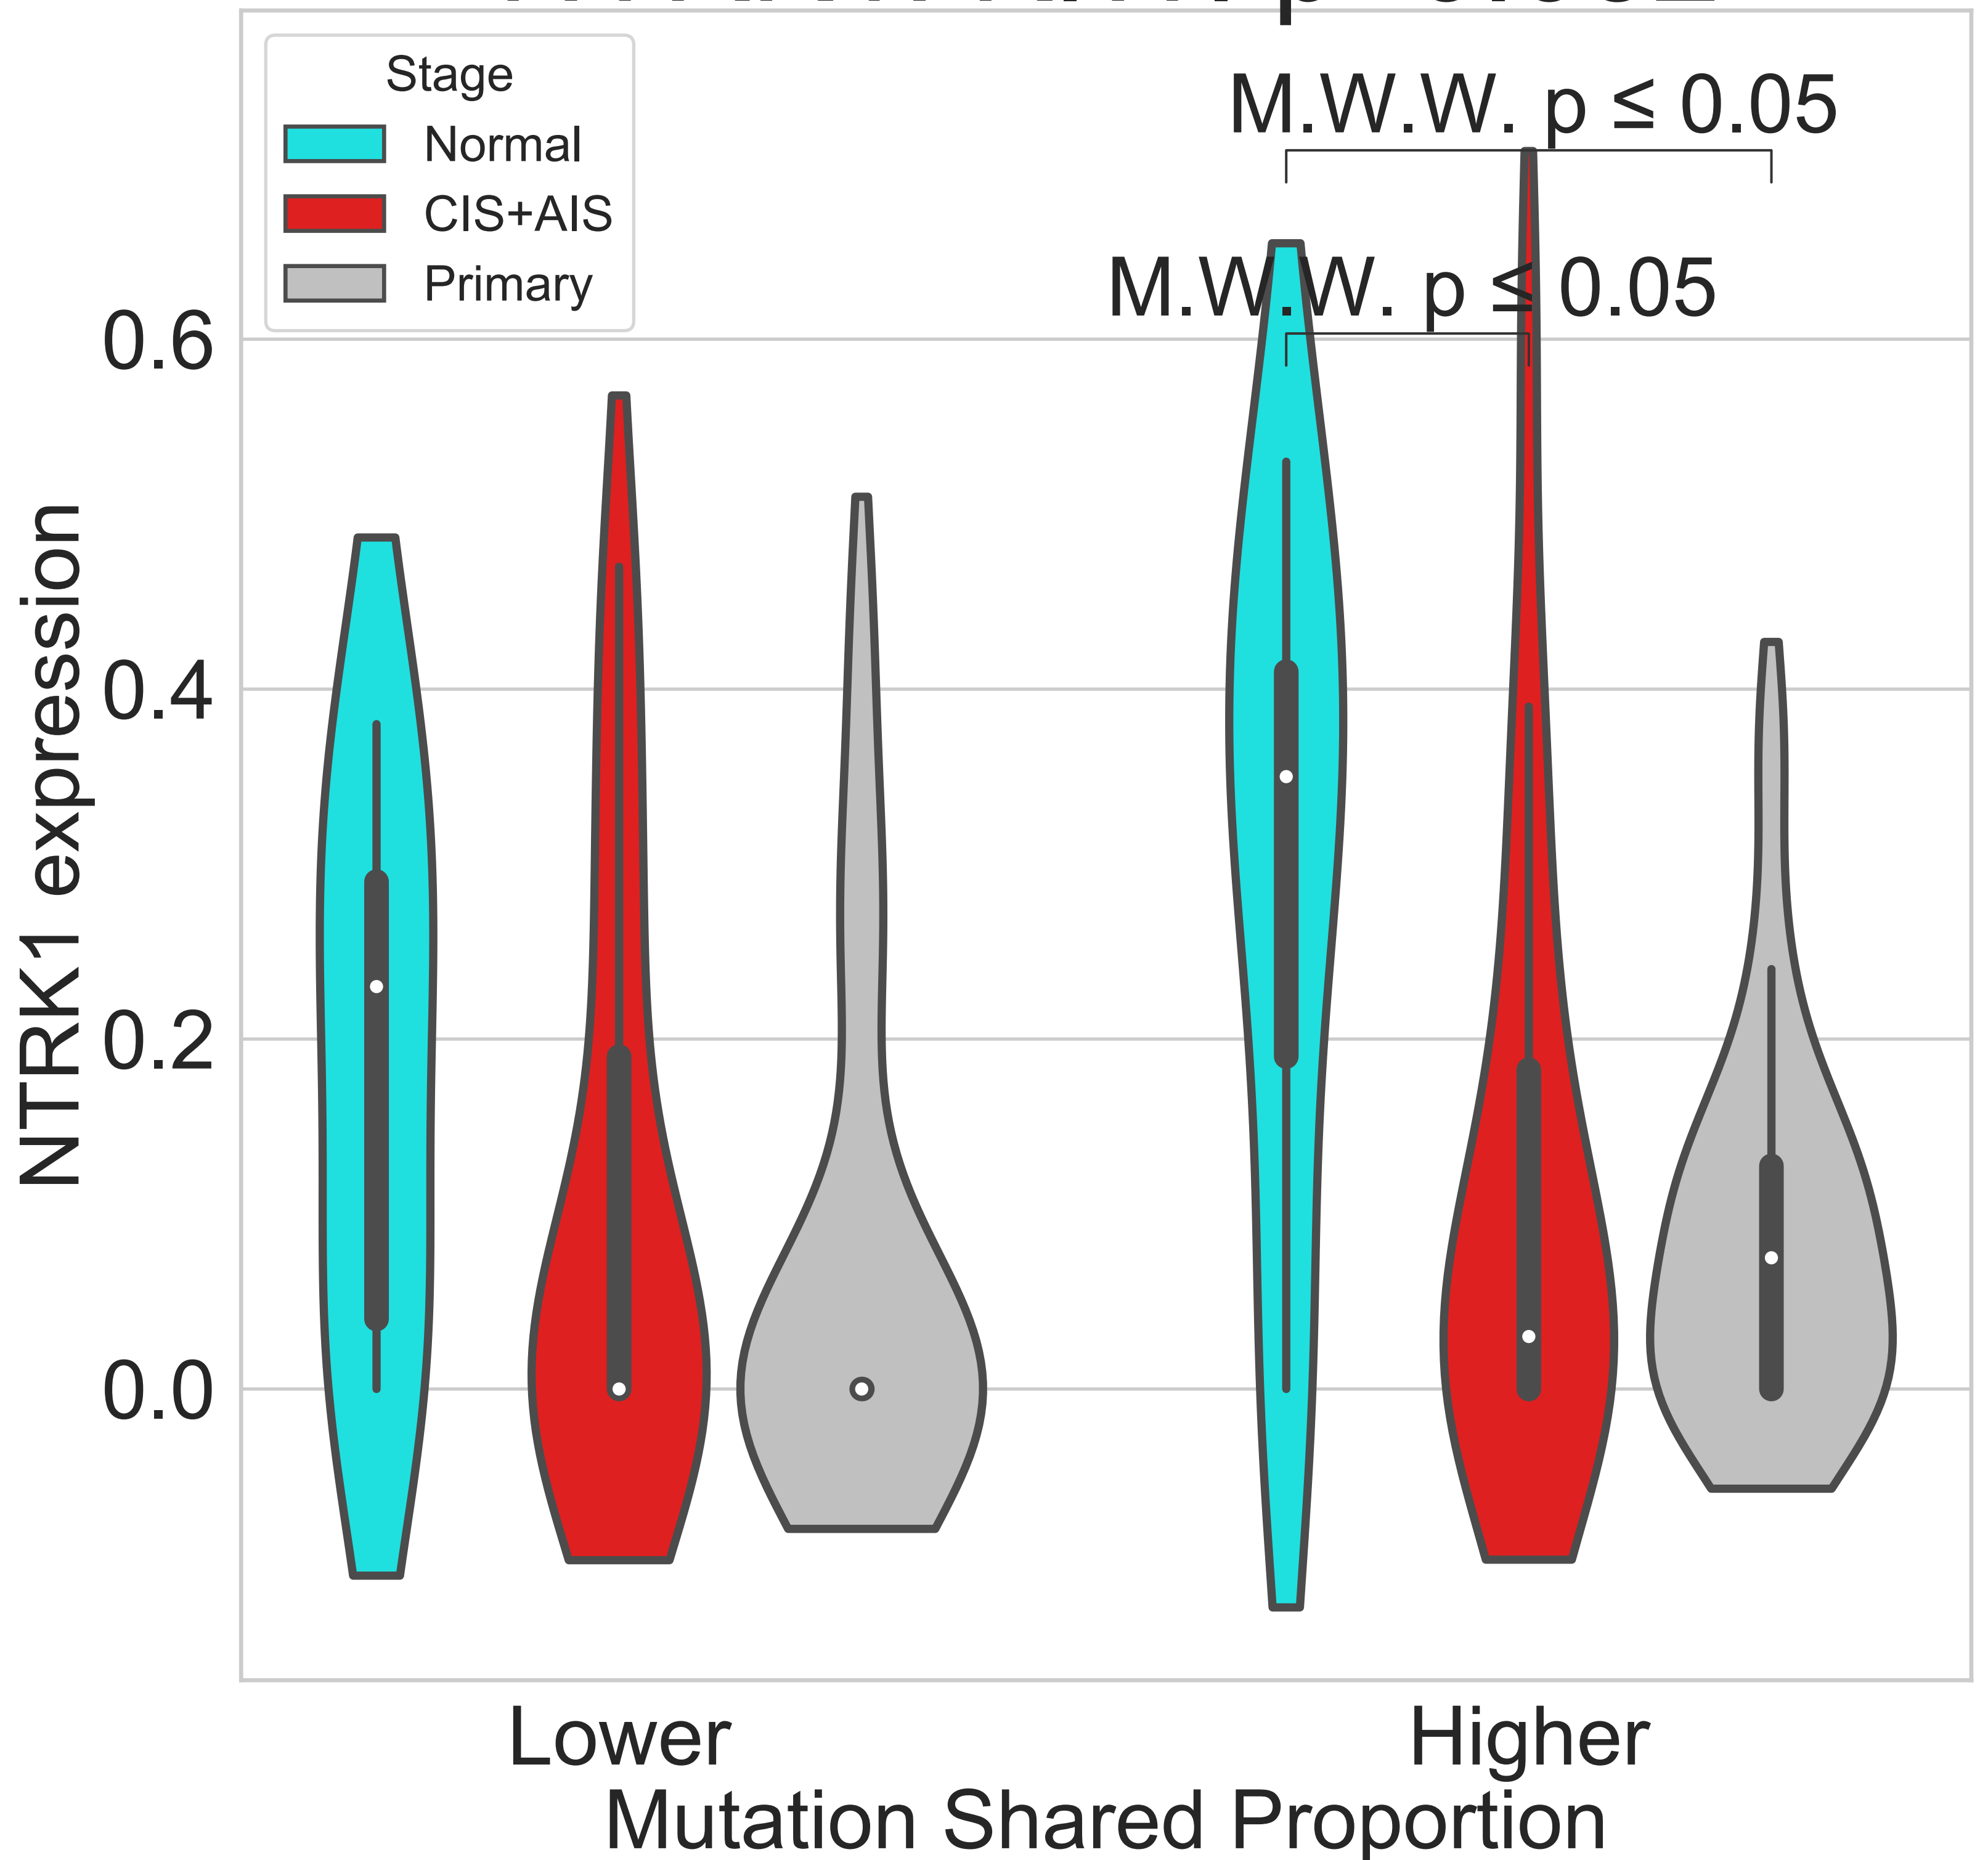 M.W.W. p ≤ 0.05
M.W.W. p ≤ 0.05
Stage
Normal
CIS+AIS
Primary
0.6
0.4
0.2
0.0
NTRK1 expression
Lower
Higher
Mutation Shared Proportion